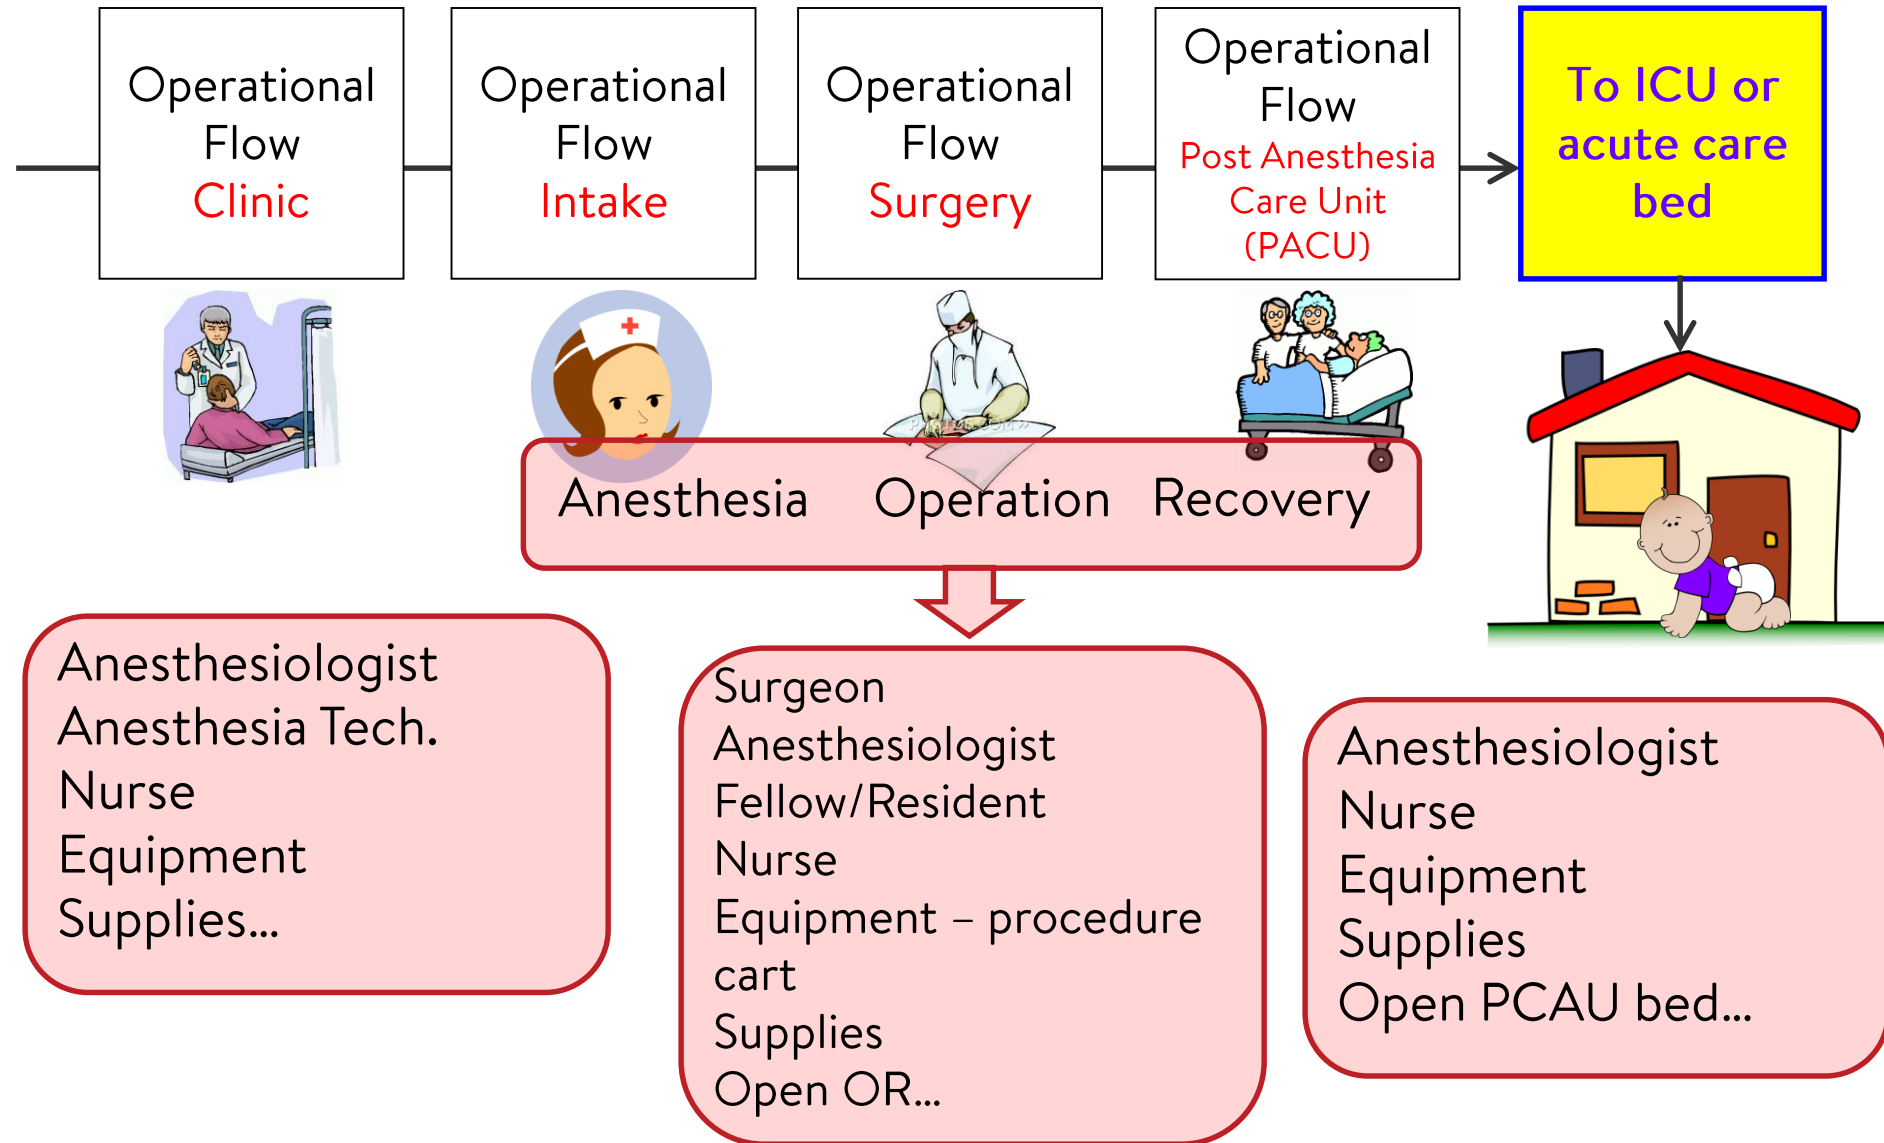 Operational
Flow
Clinic
Operational
Flow
Intake
Operational
Flow
Surgery
Operational
Flow
Post Anesthesia
Care Unit
(PACU)
To ICU or
acute care
bed
Anesthesia Operation Recovery
Anesthesiologist
Anesthesia Tech.
Nurse
Equipment
Supplies...
Surgeon
Anesthesiologist
Fellow/Resident
Nurse
Equipment – procedure
cart
Supplies
Open OR...
Anesthesiologist
Nurse
Equipment
Supplies
Open PCAU bed...